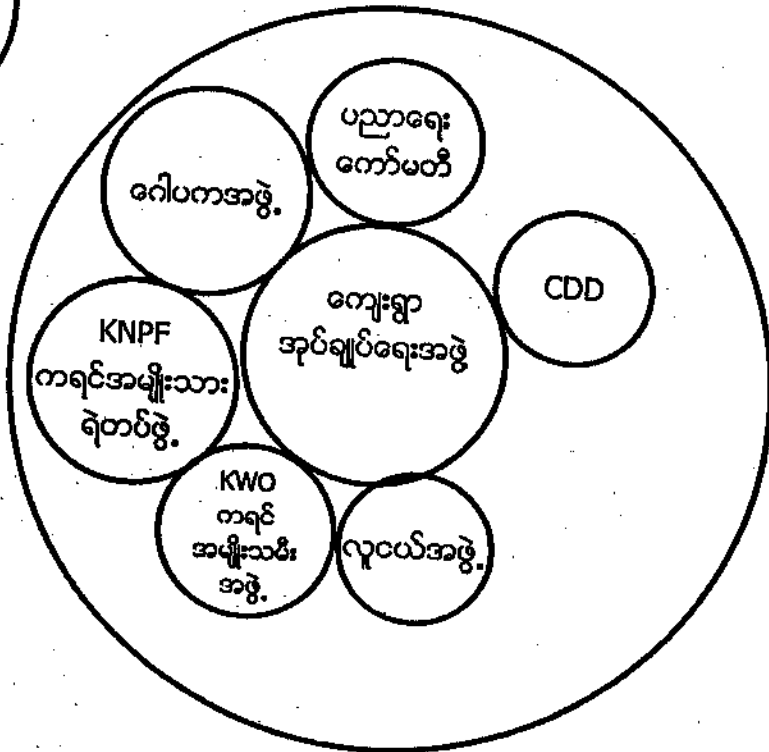 ပညာရေး
ကော်မတီ
ဂေါပကအဖွဲ့
ကျေးရွာ
အုပ်ချုပ်ရေးအဖွဲ့
CDD
KNPF
ကရင်အမျိုးသား
ရဲတပ်ဖွဲ့
KWO
ကရင်
အမျိုးသမီး
အဖွဲ့
လူငယ်အဖွဲ့